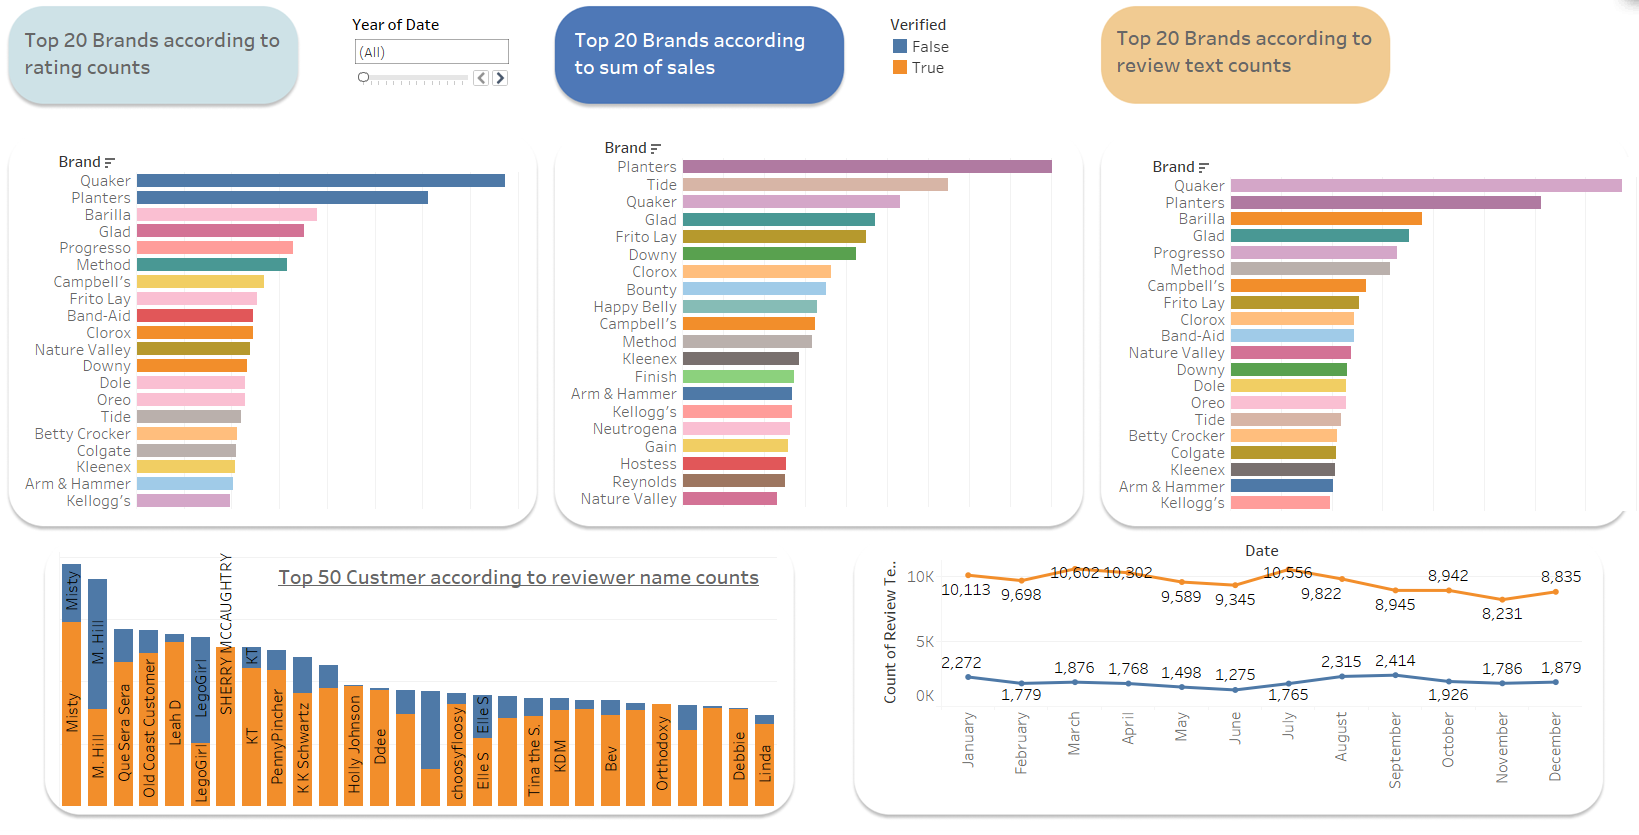 Top 20 Brands according to
rating counts
Year of Date
(All)
Top 20 Brands according
to sum of sales
Verified
False
True
Top 20 Brands according to
review text counts
Brand
Quaker
Planters
Barilla
Glad
Progresso
Method
Campbell's
Frito Lay
Band-Aid
Clorox
Nature Valley
Downy
Dole
Oreo
Tide
Betty Crocker
Colgate
Kleenex
Arm & Hammer
Kellogg's
Brand
Planters
Tide
Quaker
Glad
Frito Lay
Downy
Clorox
Bounty
Happy Belly
Campbell's
Method
Kleenex
Finish
Arm & Hammer
Kellogg's
Neutrogena
Gain
Hostess
Reynolds
Nature Valley
Brand
Quaker
Planters
Barilla
Glad
Progresso
Method
Campbell's
Frito Lay
Clorox
Band-Aid
Nature Valley
Downy
Dole
Oreo
Tide
Betty Crocker
Colgate
Kleenex
Arm & Hammer
Kellogg's
Top 50 Custmer according to reviewer name counts
Misty
Misty
M. Hill
M. Hill
Que Sera Sera
Old Coast Customer
Leah D
LegoGirl
LegoGirl
SHERRY MCCAUGHTRY
KT
KT
PennyPincher
K K Schwartz
Holly Johnson
Ddee
choosyfloosy
Elle S
Elle S
Tina the S.
KDM
Bev
Orthodoxy
Debbie
Linda
Date
Count of Review Te..
10K
5K
0K
10,113
9,698
10,602
10,302
9,589
9,345
10,556
9,822
8,945
8,942
8,231
8,835
2,272
1,779
1,876
1,768
1,498
1,275
1,765
2,315
2,414
1,926
1,786
1,879
January
February
March
April
May
June
July
August
September
October
November
December